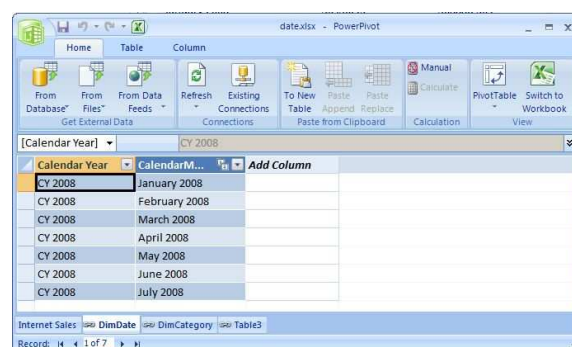 date.xlsx - PowerPivot
Home Table Column
From Database
From Files
From Data Feeds
Get External Data
Refresh
Existing Connections
Connections
To New Table
Paste Append
Paste Replace
Paste from Clipboard
Manual
Calculate
Calculation
PivotTable
Switch to Workbook
View
[Calendar Year] CY 2008
Calendar Year CalendarM... Add Column
CY 2008 January 2008
CY 2008 February 2008
CY 2008 March 2008
CY 2008 April 2008
CY 2008 May 2008
CY 2008 June 2008
CY 2008 July 2008
Internet Sales DimDate DimCategory Table3
Record: 1 of 7